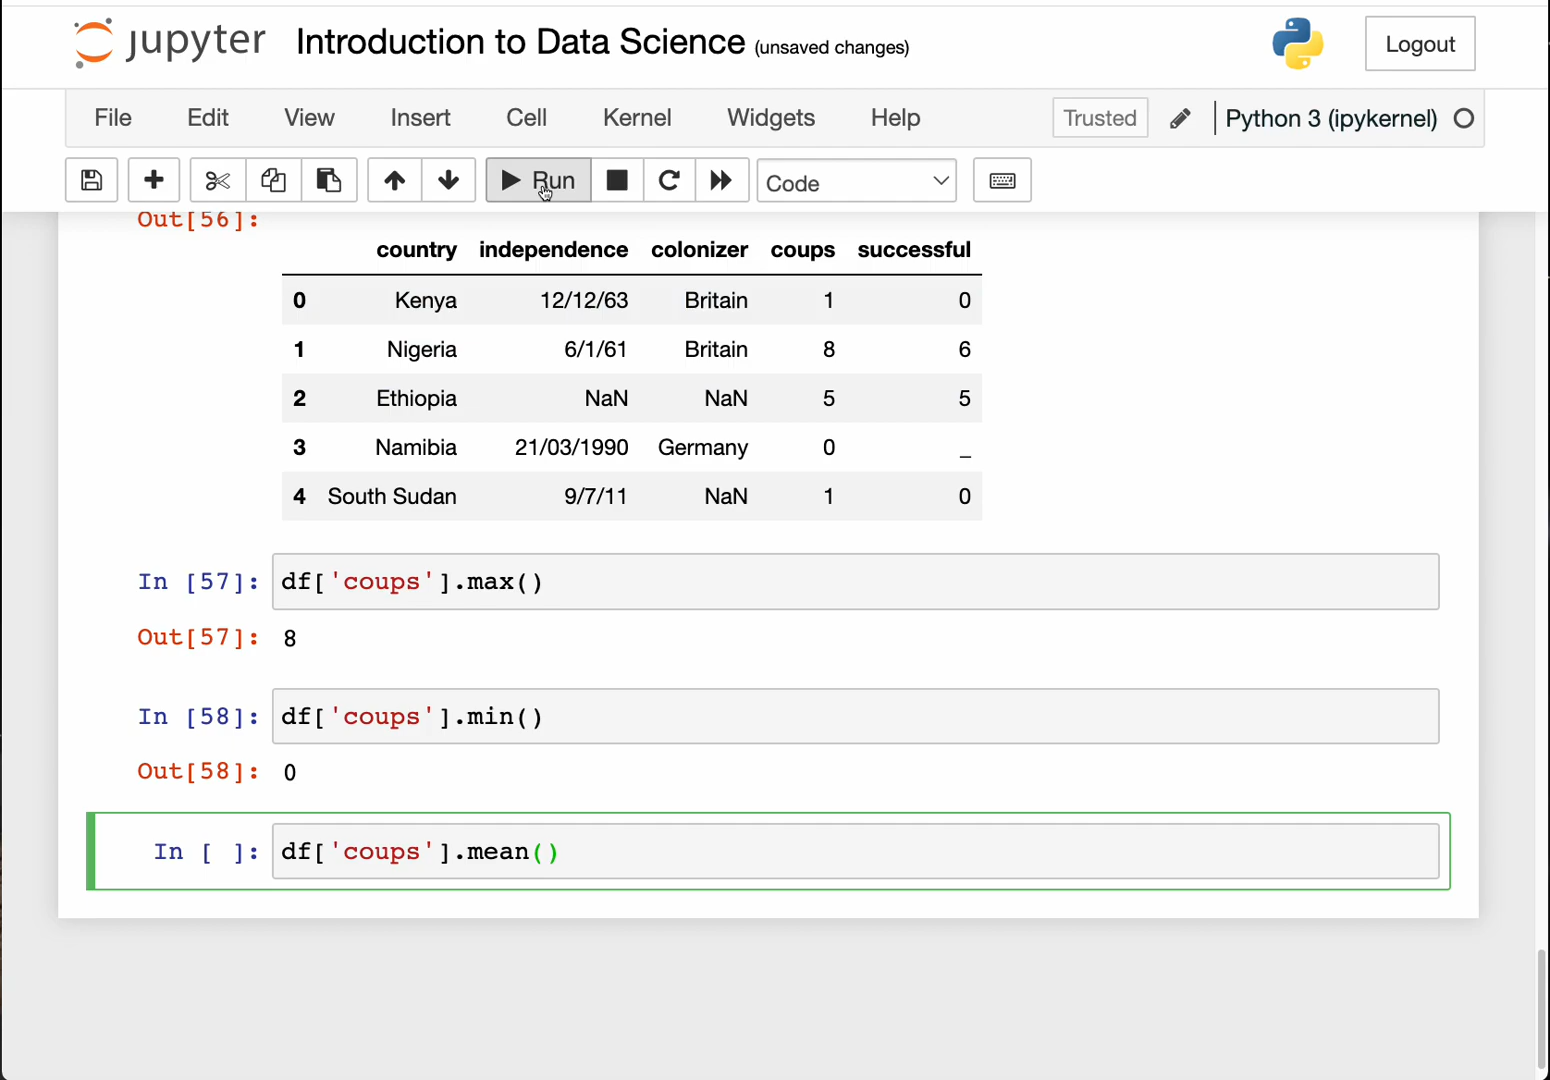 jupyter Introduction to Data Science (unsaved changes) Logout
File Edit View Insert Cell Kernel Widgets Help Trusted Python 3 (ipykernel)
Run Code
Out[56]:
country independence colonizer coups successful
0 Kenya 12/12/63 Britain 1 0
1 Nigeria 6/1/61 Britain 8 6
2 Ethiopia NaN NaN 5 5
3 Namibia 21/03/1990 Germany 0 _
4 South Sudan 9/7/11 NaN 1 0
In [57]: df['coups'].max()
Out[57]: 8
In [58]: df['coups'].min()
Out[58]: 0
In [ ]: df['coups'].mean()